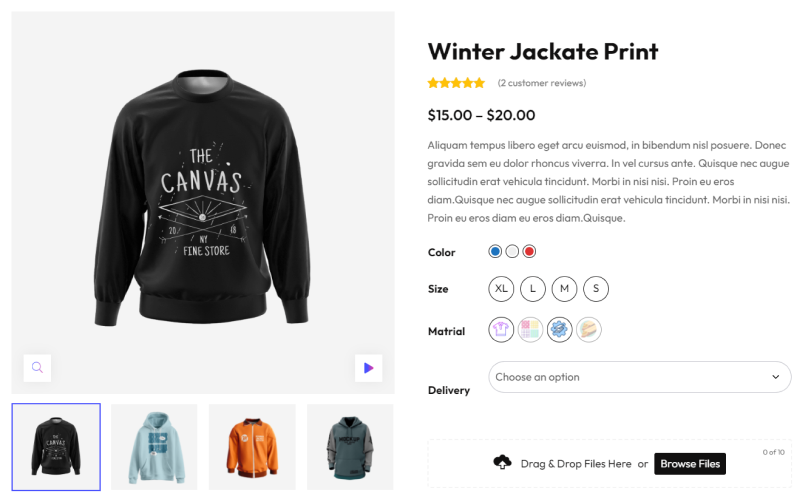 THE
CANVAS
20 18
NY
FINE STORE
Winter Jackate Print
(2 customer reviews)
$15.00 – $20.00
Aliquam tempus libero eget arcu euismod, in bibendum nisl posuere. Donec
gravida sem eu dolor rhoncus viverra. In vel cursus ante. Quisque nec augue
sollicitudin erat vehicula tincidunt. Morbi in nisi nisi. Proin eu eros
diam.Quisque nec augue sollicitudin erat vehicula tincidunt. Morbi in nisi nisi.
Proin eu eros diam eu eros diam.Quisque.
Color
Size XL L M S
Matrial
Delivery Choose an option
0 of 10
Drag & Drop Files Here or Browse Files
THE
CANVAS
MOCKUP